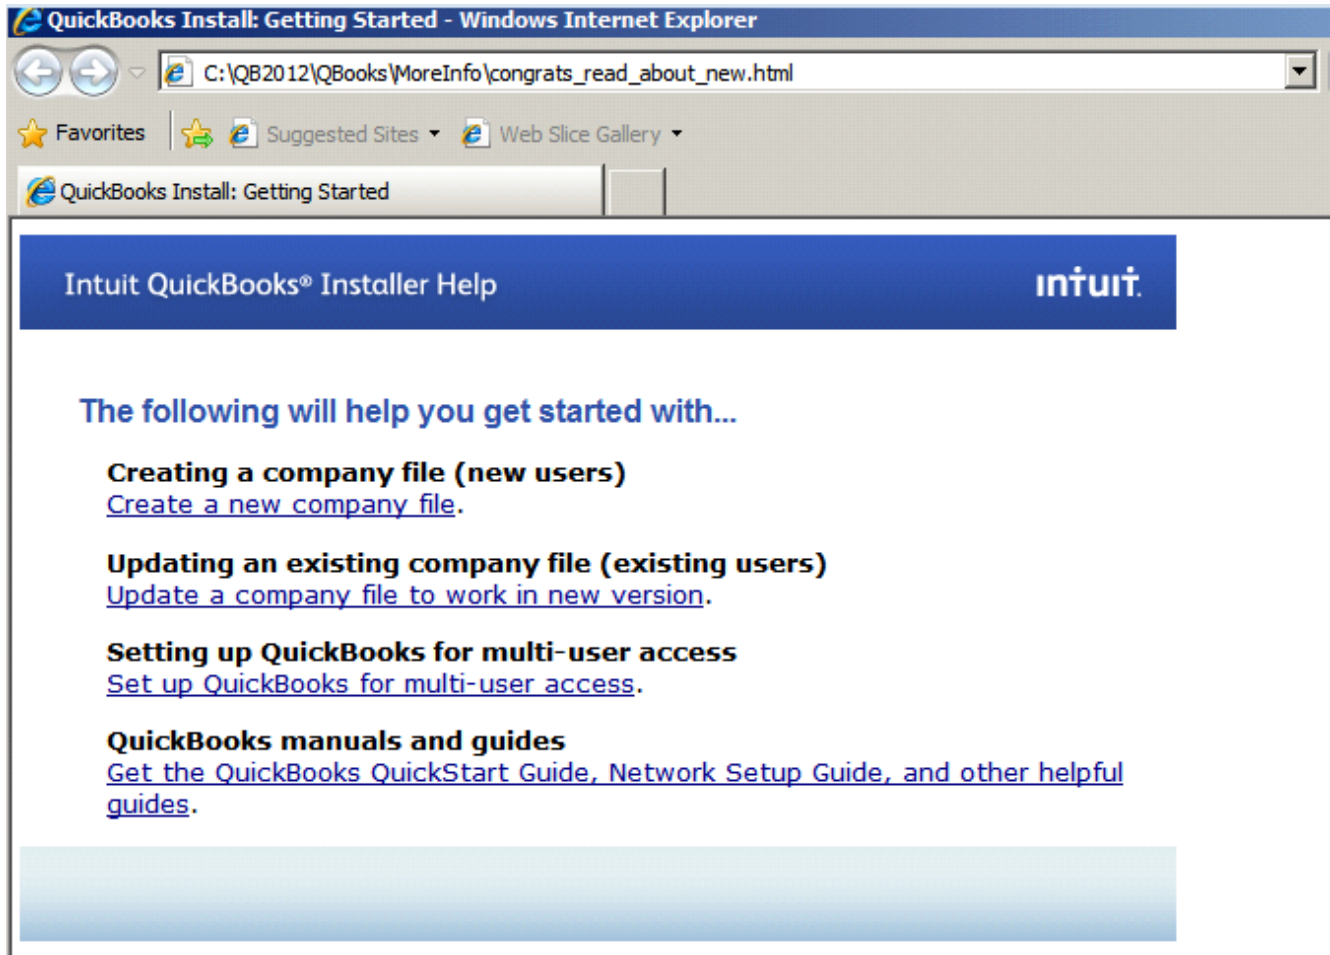 QuickBooks Install: Getting Started - Windows Internet Explorer
C:\QB2012\QBooks\MoreInfo\congrats_read_about_new.html
Favorites Suggested Sites Web Slice Gallery
QuickBooks Install: Getting Started
Intuit QuickBooks® Installer Help intuit.
The following will help you get started with...
Creating a company file (new users)
Create a new company file.
Updating an existing company file (existing users)
Update a company file to work in new version.
Setting up QuickBooks for multi-user access
Set up QuickBooks for multi-user access.
QuickBooks manuals and guides
Get the QuickBooks QuickStart Guide, Network Setup Guide, and other helpful
guides.